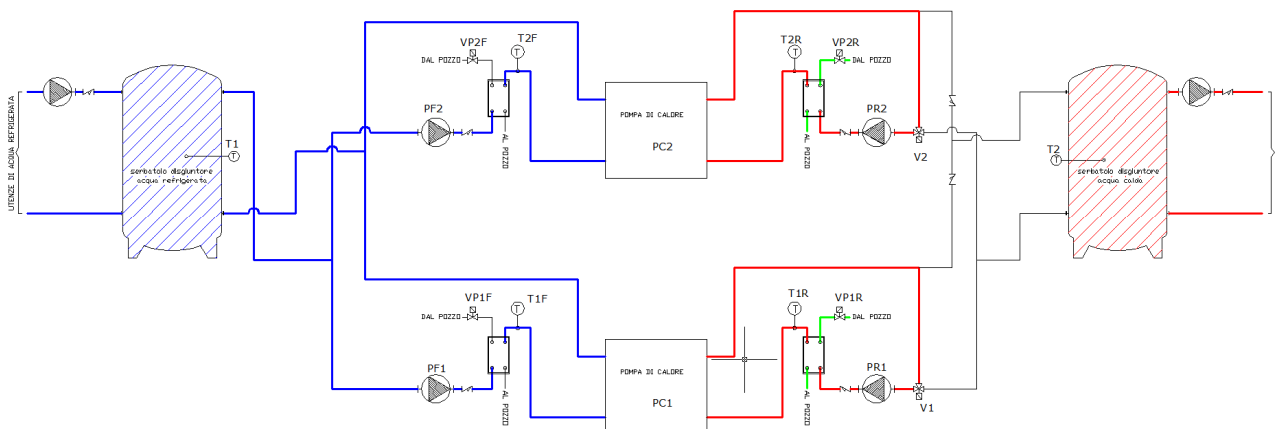 VP2F
T2F
T2R
VP2R
DAL POZZO
DAL POZZO
POMPA DI CALORE
PC2
PF2
AL POZZO
AL POZZO
PR2
V2
UTENZE DI ACQUA REFRIGERATA
T1
serbatoio disgiuntore
acqua refrigerata
T
T
T
T2
T
serbatoio disgiuntore
acqua calda
VP1F
T1F
T1R
VP1R
DAL POZZO
T
T
DAL POZZO
POMPA DI CALORE
PC1
PF1
AL POZZO
AL POZZO
PR1
V1